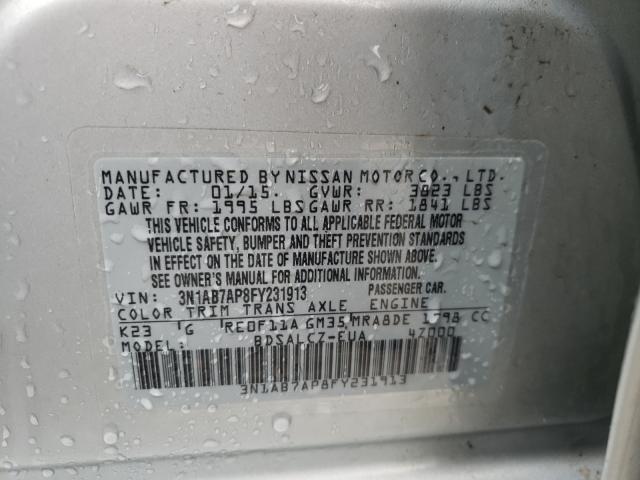 MANUFACTURED BY NISSAN MOTOR CO., LTD.
DATE: 01/15. GVWR: 3823 LBS
GAWR FR: 1995 LBS GAWR RR: 1841 LBS
THIS VEHICLE CONFORMS TO ALL APPLICABLE FEDERAL MOTOR
VEHICLE SAFETY, BUMPER AND THEFT PREVENTION STANDARDS
IN EFFECT ON THE DATE OF MANUFACTURE SHOWN ABOVE.
SEE OWNER'S MANUAL FOR ADDITIONAL INFORMATION.
VIN: 3N1AB7AP8FY231913 PASSENGER CAR.
COLOR TRIM TRANS AXLE ENGINE
K23 G RE0F11A GM35 MRA8DE 1798 CC
MODEL: BDSALCZ-EUA 47000
3N1AB7AP8FY231913